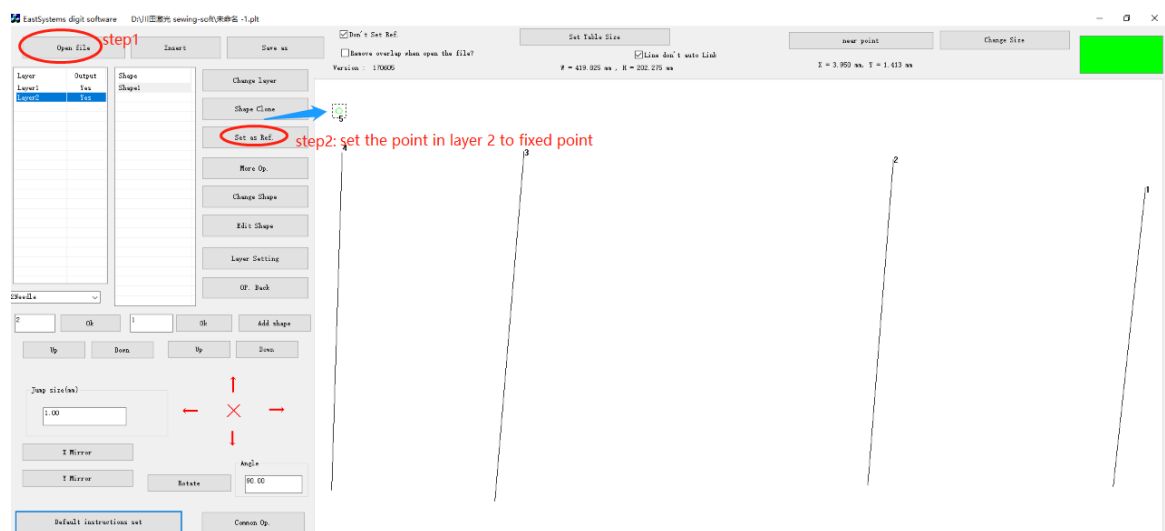 EastSystems digit software D:\川田激光 sewing-soft\未命名 -1.plt
Open file
step1
Insert
Save as
Don't Set Ref.
Remove overlap when open the file?
Version : 170605
Set Table Size
Line don't auto Link
W = 419.825 mm , H = 202.275 mm
near point
X = 3.950 mm, Y = 1.413 mm
Change Size
Layer Output
Layer1 Yes
Layer2 Yes
Shape
Shape1
Change layer
Shape Clone
Set as Ref.
step2: set the point in layer 2 to fixed point
More Op.
Change Shape
Edit Shape
Layer Setting
OP. Back
5
4
3
2
1
2Needle
2
Ok
1
Ok
Add shape
Up
Down
Up
Down
Jump size(mm)
1.00
X Mirror
Y Mirror
Rotate
Angle
90.00
Default instructions set
Common Op.